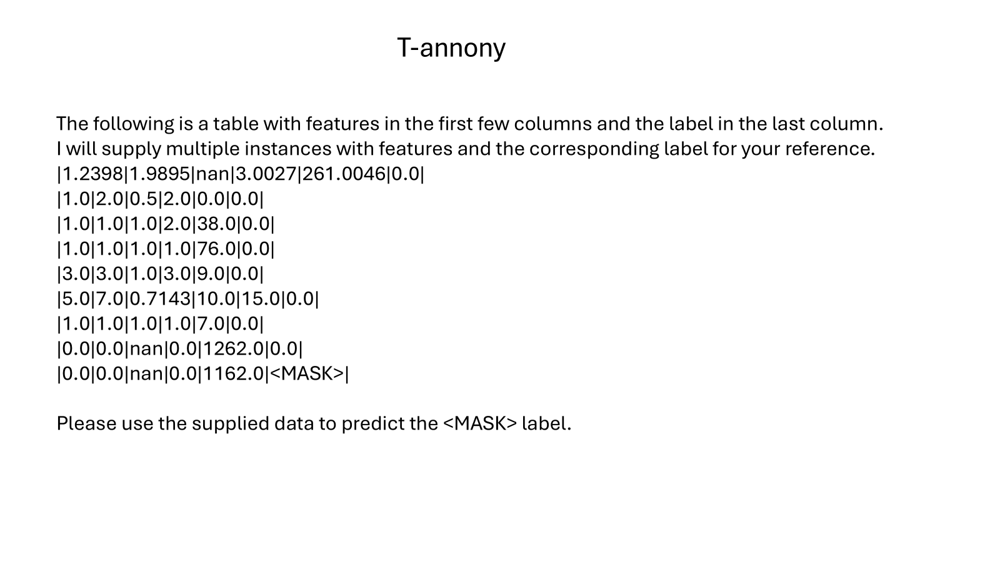 T-annony
The following is a table with features in the first few columns and the label in the last column.
I will supply multiple instances with features and the corresponding label for your reference.
|1.2398|1.9895|nan|3.0027|261.0046|0.0|
|1.0|2.0|0.5|2.0|0.0|0.0|
|1.0|1.0|1.0|2.0|38.0|0.0|
|1.0|1.0|1.0|1.0|76.0|0.0|
|3.0|3.0|1.0|3.0|9.0|0.0|
|5.0|7.0|0.7143|10.0|15.0|0.0|
|1.0|1.0|1.0|1.0|7.0|0.0|
|0.0|0.0|nan|0.0|1262.0|0.0|
|0.0|0.0|nan|0.0|1162.0|<MASK>|
Please use the supplied data to predict the <MASK> label.